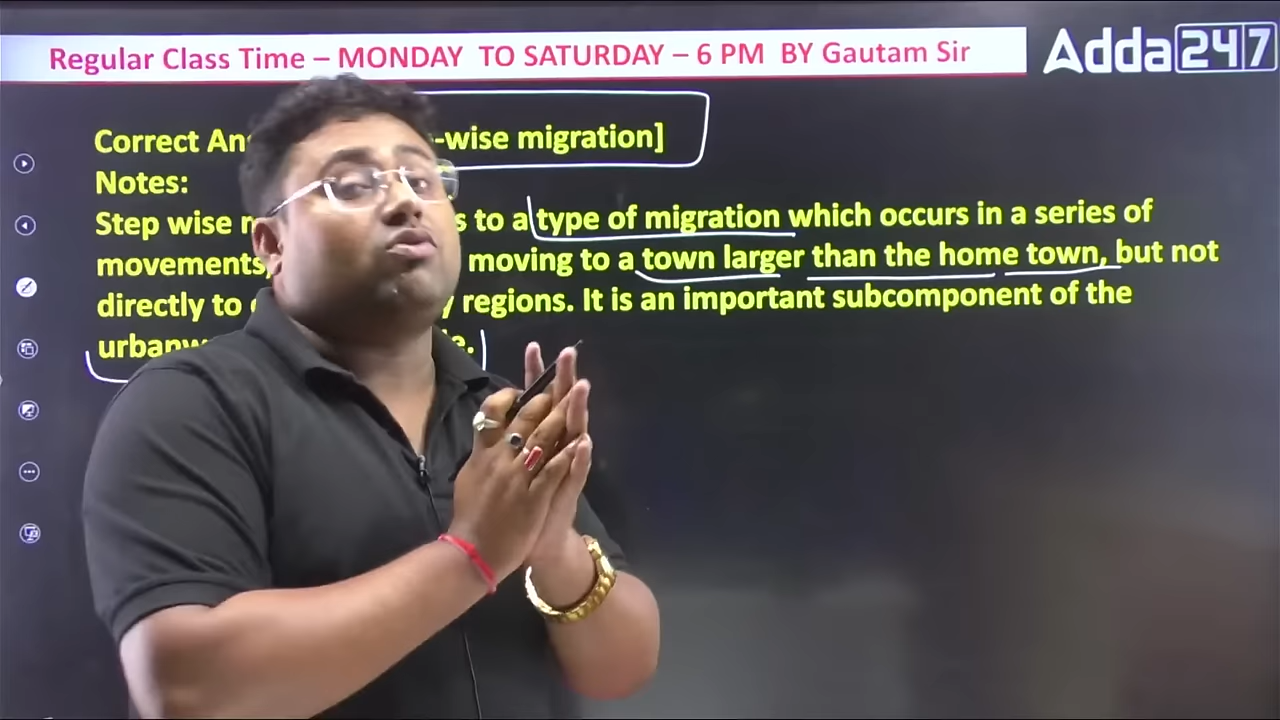 Regular Class Time – MONDAY TO SATURDAY – 6 PM BY Gautam Sir
Adda247
Correct -wise migration]
Notes:
Step wise to a type of migration which occurs in a series of
movements, moving to a town larger than the home town, but not
directly to regions. It is an important subcomponent of the